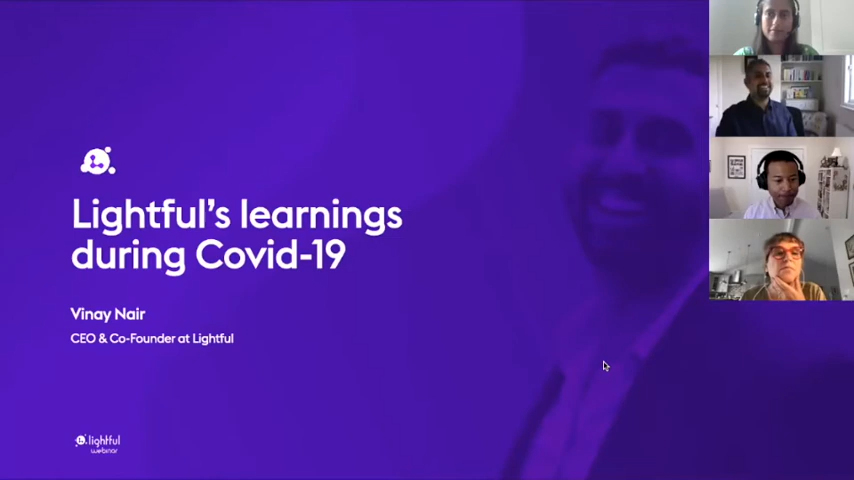 Lightful's learnings
during Covid-19
Vinay Nair
CEO & Co-Founder at Lightful
lightful
webinar